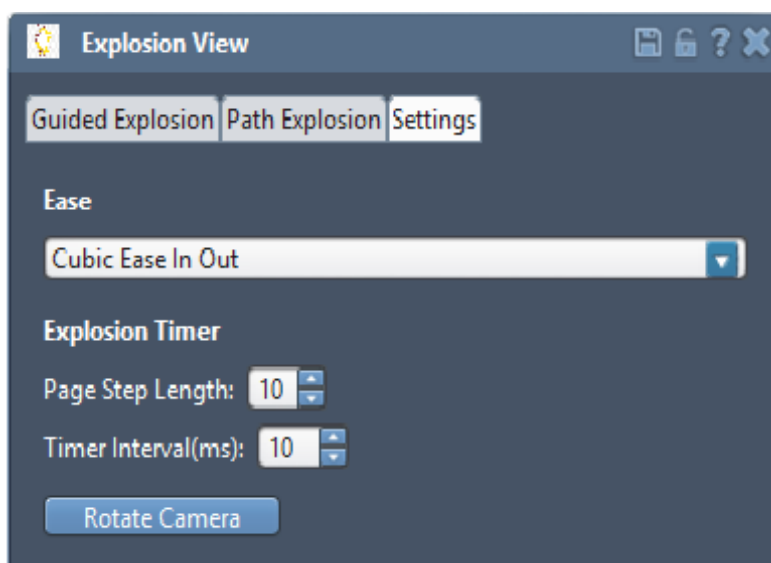 Explosion View
Guided Explosion Path Explosion Settings
Ease
Cubic Ease In Out
Explosion Timer
Page Step Length: 10
Timer Interval(ms): 10
Rotate Camera